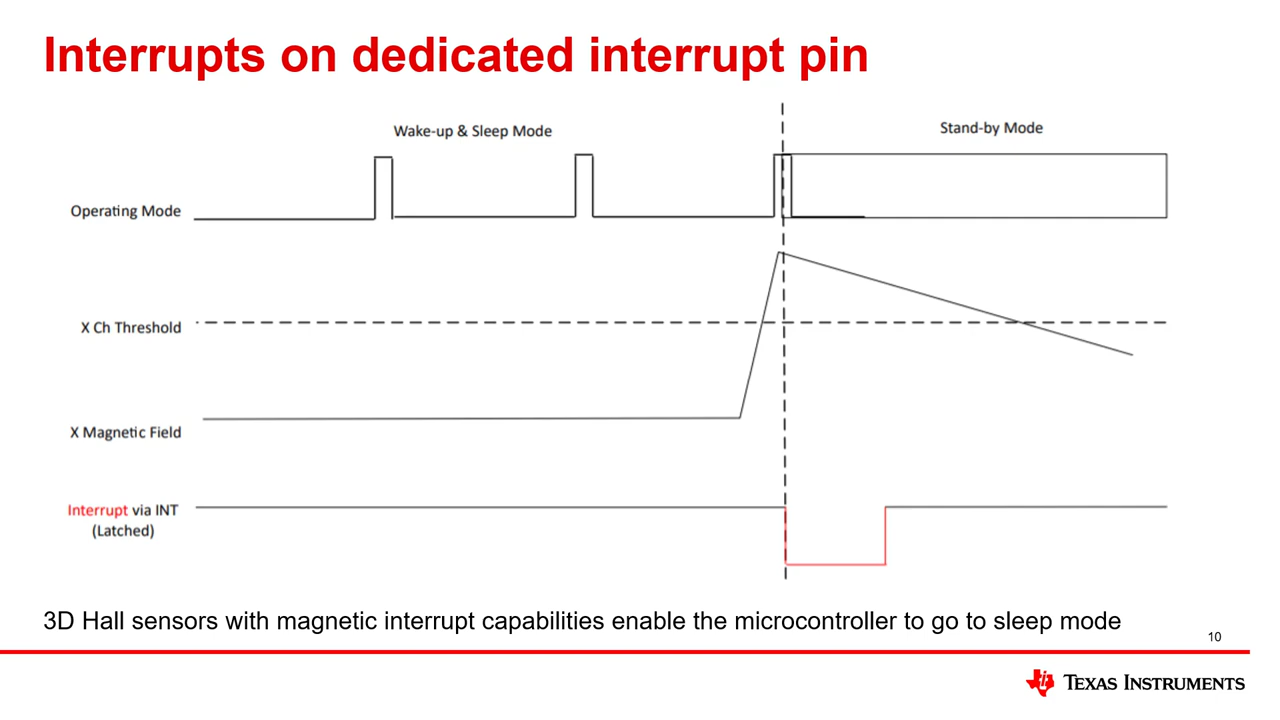 Interrupts on dedicated interrupt pin
Wake-up & Sleep Mode
Stand-by Mode
Operating Mode
X Ch Threshold
X Magnetic Field
Interrupt via INT
(Latched)
3D Hall sensors with magnetic interrupt capabilities enable the microcontroller to go to sleep mode
10
TEXAS INSTRUMENTS